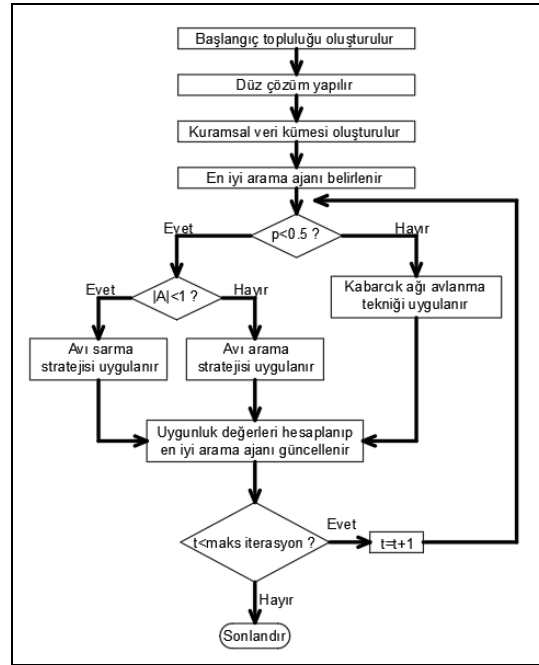 Başlangıç topluluğu oluşturulur
Düz çözüm yapılır
Kuramsal veri kümesi oluşturulur
En iyi arama ajanı belirlenir
Evet
p<0.5 ?
Hayır
Evet
|A|<1 ?
Hayır
Kabarcık ağı avlanma
tekniği uygulanır
Avı sarma
stratejisi uygulanır
Avı arama
stratejisi uygulanır
Uygunluk değerleri hesaplanıp
en iyi arama ajanı güncellenir
t<maks iterasyon ?
Evet
t=t+1
Hayır
Sonlandır